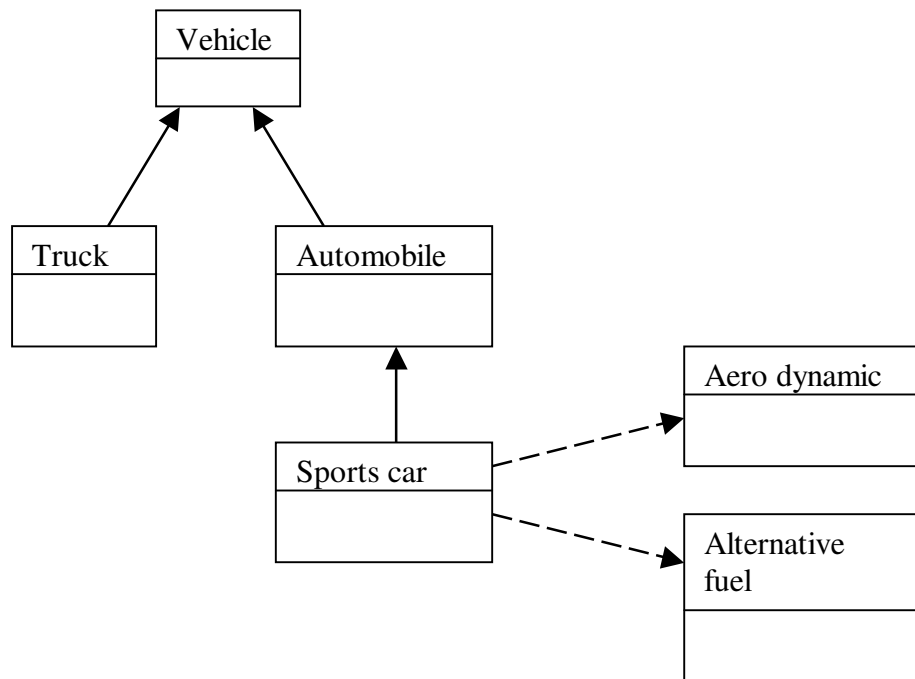 Vehicle
Truck
Automobile
Aero dynamic
Sports car
Alternative
fuel